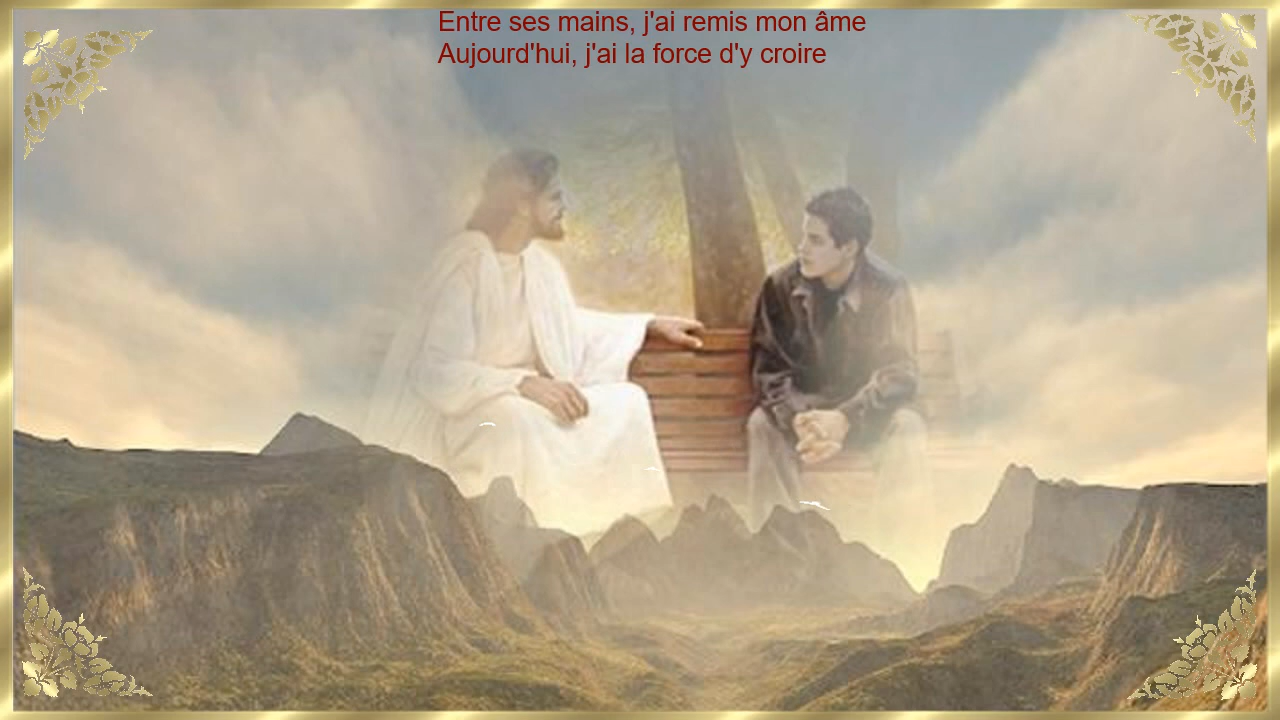 Entre ses mains, j'ai remis mon âme
Aujourd'hui, j'ai la force d'y croire